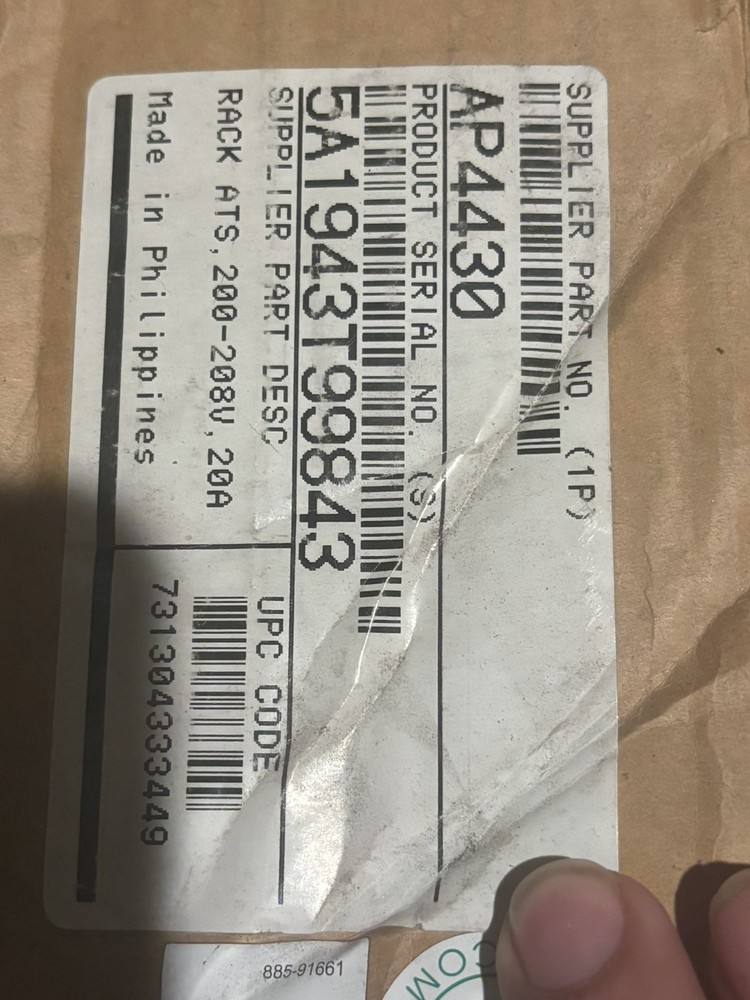 SUPPLIER PART NO. (1P)
AP4430
PRODUCT SERIAL NO. (S)
5A1943T99843
SUPPLIER PART DESC
RACK ATS,200-208V,20A
Made in Philippines
UPC CODE
731304333449
885-91661
COM